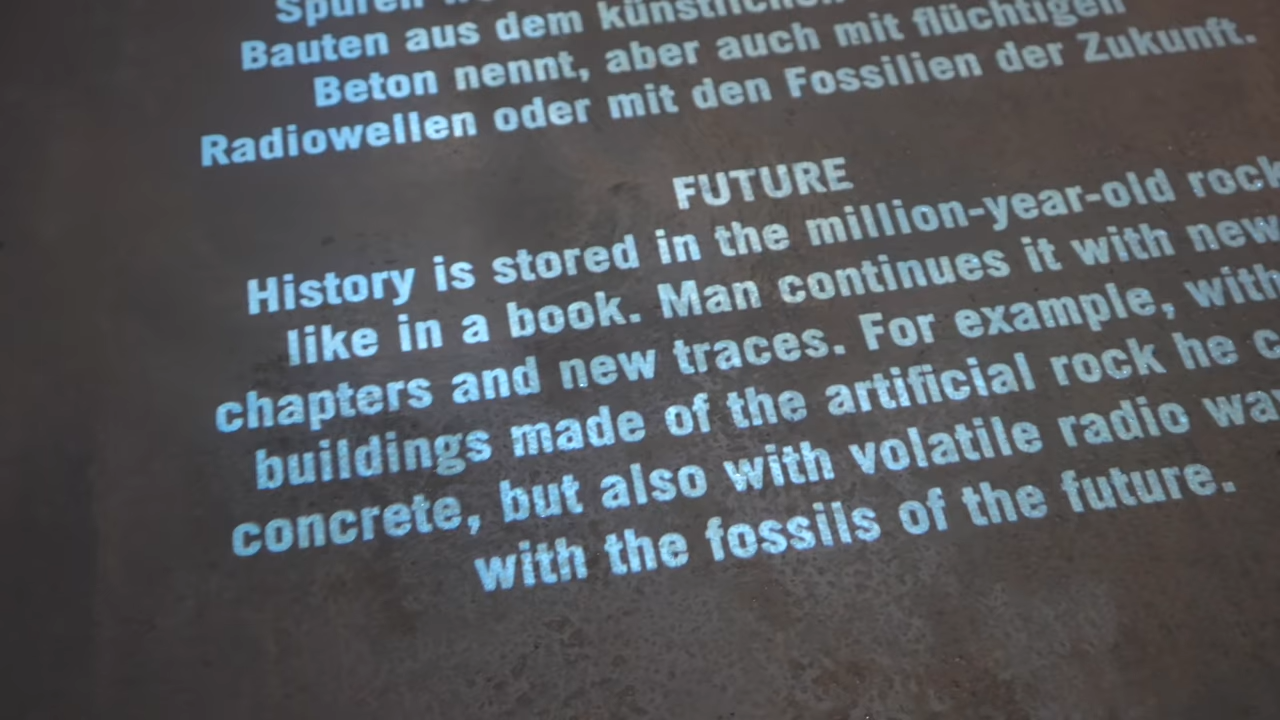 Spuren
Bauten aus dem künstlichen
Beton nennt, aber auch mit flüchtigen
Radiowellen oder mit den Fossilien der Zukunft.
FUTURE
History is stored in the million-year-old rock
like in a book. Man continues it with new
chapters and new traces. For example, with
buildings made of the artificial rock he
concrete, but also with volatile radio
with the fossils of the future.